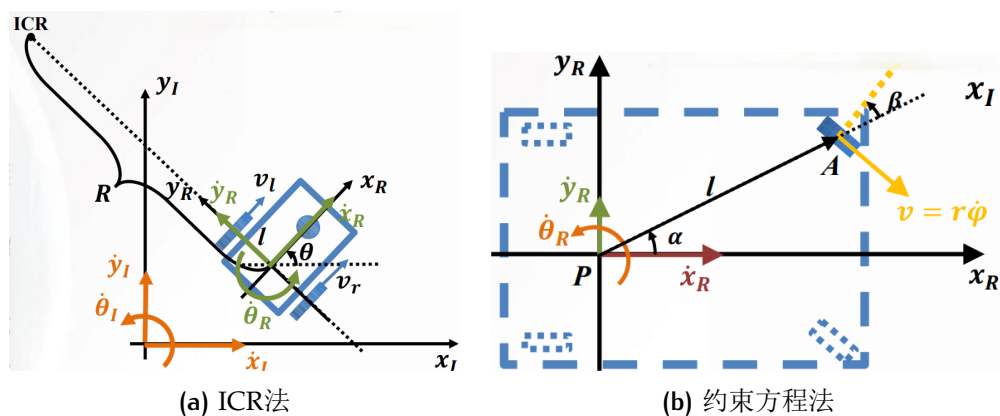 ICR
y_I
R
y_R
ẏ_R
v_l
x_R
ẋ_R
l
θ
v_r
θ̇_R
ẏ_I
θ̇_I
ẋ_I
x_I
(a) ICR法
y_R
x_I
β
A
l
ẏ_R
v = rφ̇
θ̇_R
α
P
ẋ_R
x_R
(b) 约束方程法